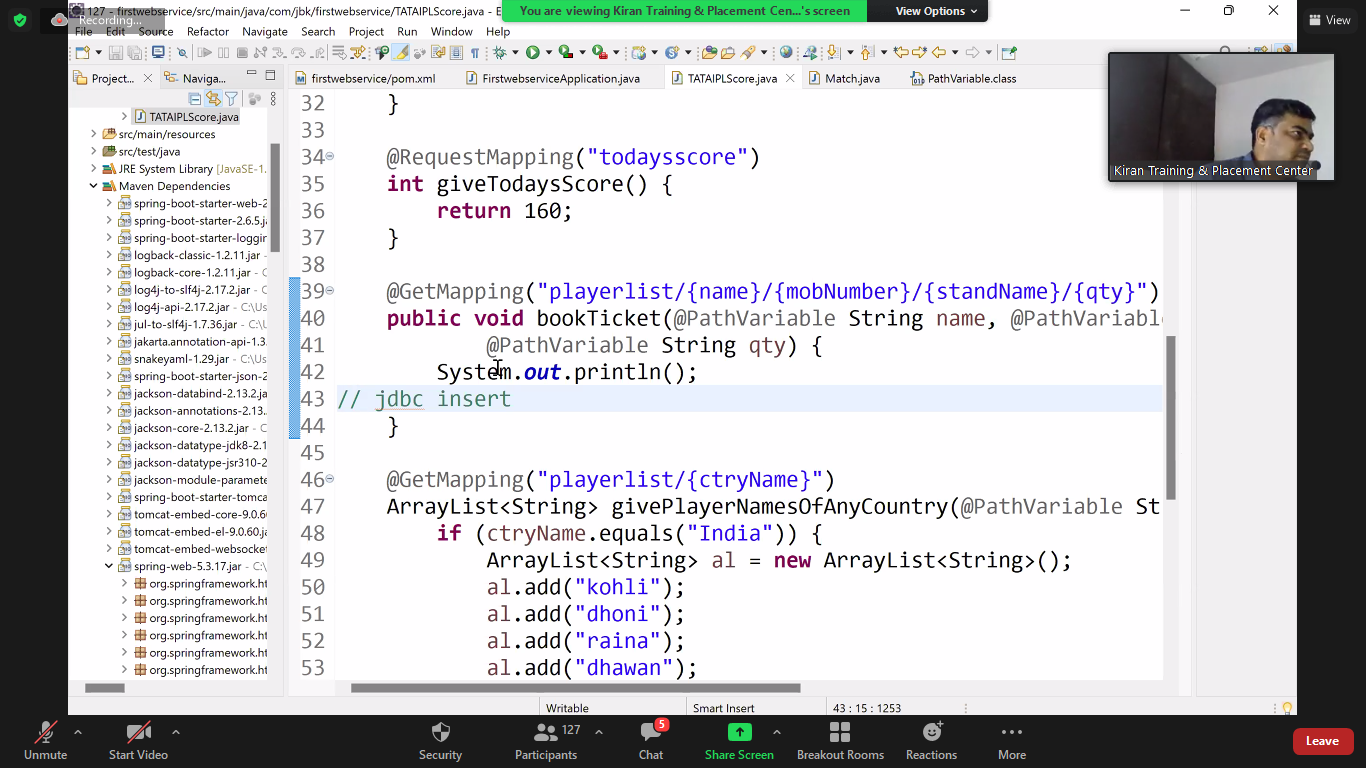 127 - firstwebservice/src/main/java/com/jbk/firstwebservice/TATAIPLScore.java - E
Recording...
You are viewing Kiran Training & Placement Cen...'s screen
View Options
View
File Edit Source Refactor Navigate Search Project Run Window Help
Project...
Naviga...
firstwebservice/pom.xml
FirstwebserviceApplication.java
TATAIPLScore.java
Match.java
PathVariable.class
TATAIPLScore.java
src/main/resources
src/test/java
JRE System Library [JavaSE-1.
Maven Dependencies
spring-boot-starter-web-2
spring-boot-starter-2.6.5.j
spring-boot-starter-loggir
logback-classic-1.2.11.jar
logback-core-1.2.11.jar - C
log4j-to-slf4j-2.17.2.jar - C
log4j-api-2.17.2.jar - C:\Us
jul-to-slf4j-1.7.36.jar - C:\U
jakarta.annotation-api-1.3.
snakeyaml-1.29.jar - C:\Us
spring-boot-starter-json-2
jackson-databind-2.13.2.j
jackson-annotations-2.13.
jackson-core-2.13.2.jar - C
jackson-datatype-jdk8-2.1
jackson-datatype-jsr310-2
jackson-module-paramete
spring-boot-starter-tomca
tomcat-embed-core-9.0.6
tomcat-embed-el-9.0.60.ja
tomcat-embed-websocket
spring-web-5.3.17.jar - C:\
org.springframework.ht
org.springframework.ht
org.springframework.ht
org.springframework.ht
org.springframework.ht
org.springframework.ht
32 }
33
34 @RequestMapping("todaysscore")
35 int giveTodaysScore() {
36 return 160;
37 }
38
39 @GetMapping("playerlist/{name}/{mobNumber}/{standName}/{qty}")
40 public void bookTicket(@PathVariable String name, @PathVariabl
41 @PathVariable String qty) {
42 System.out.println();
43 // jdbc insert
44 }
45
46 @GetMapping("playerlist/{ctryName}")
47 ArrayList<String> givePlayerNamesOfAnyCountry(@PathVariable St
48 if (ctryName.equals("India")) {
49 ArrayList<String> al = new ArrayList<String>();
50 al.add("kohli");
51 al.add("dhoni");
52 al.add("raina");
53 al.add("dhawan");
Kiran Training & Placement Center
Writable
Smart Insert
43 : 15 : 1253
Unmute
Start Video
Security
Participants
127
Chat
5
Share Screen
Breakout Rooms
Reactions
More
Leave